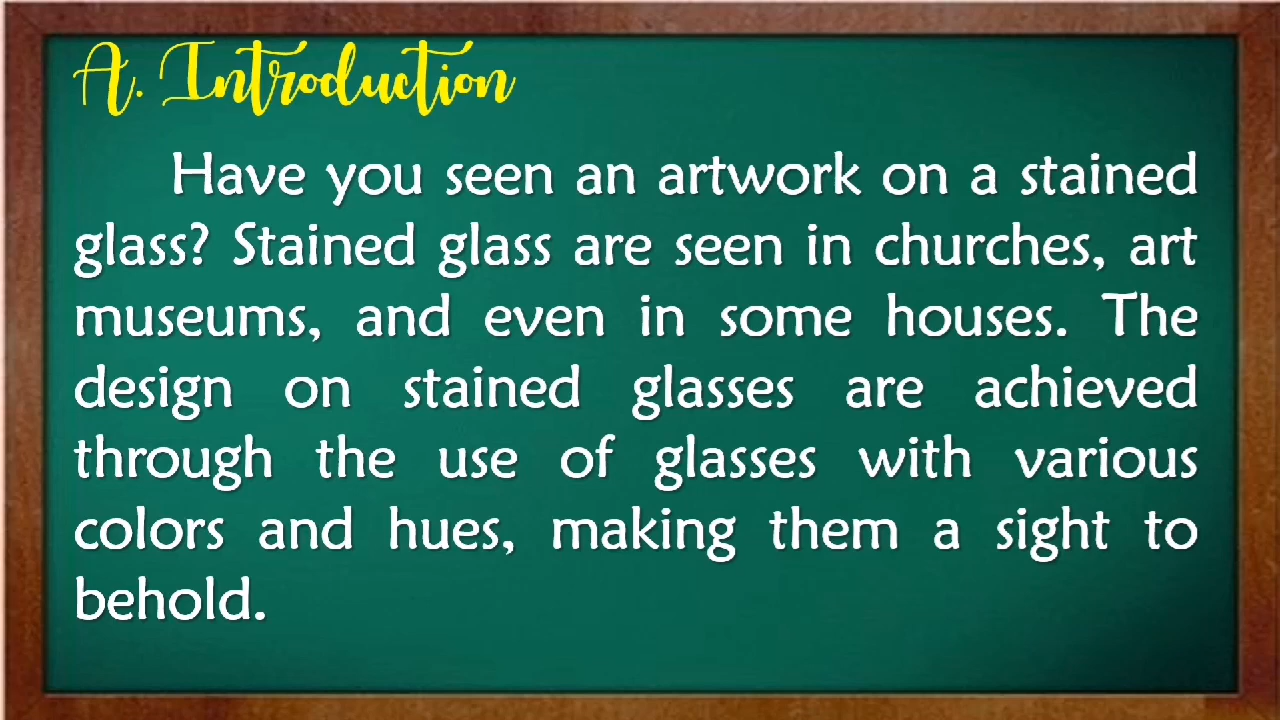 A. Introduction
Have you seen an artwork on a stained
glass? Stained glass are seen in churches, art
museums, and even in some houses. The
design on stained glasses are achieved
through the use of glasses with various
colors and hues, making them a sight to
behold.